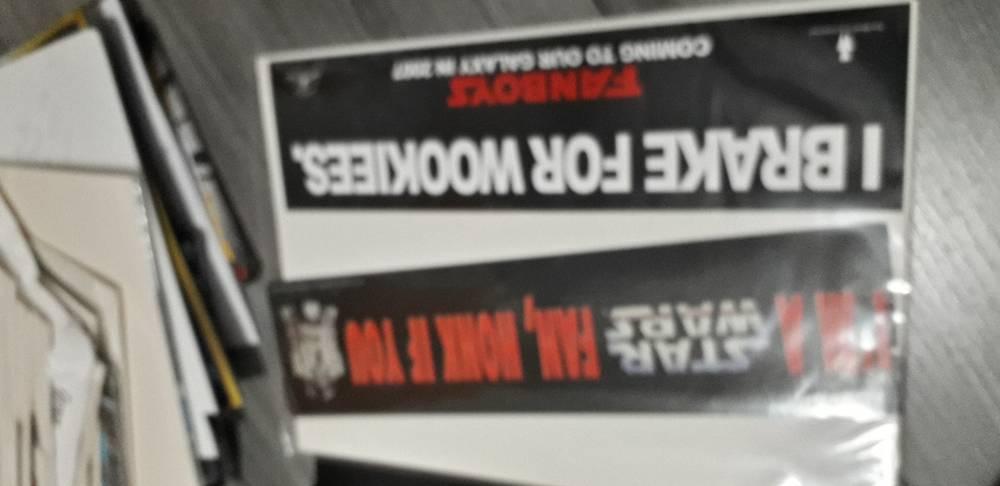 I'M A STAR WARS FAN, HONK IF YOU
I BRAKE FOR WOOKIEES.
FANBOYS
COMING TO OUR GALAXY IN 2007